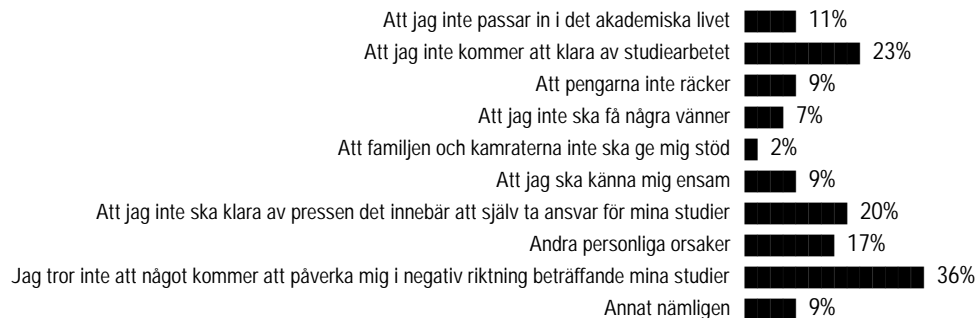 Att jag inte passar in i det akademiska livet 11%
Att jag inte kommer att klara av studiearbetet 23%
Att pengarna inte räcker 9%
Att jag inte ska få några vänner 7%
Att familjen och kamraterna inte ska ge mig stöd 2%
Att jag ska känna mig ensam 9%
Att jag inte ska klara av pressen det innebär att själv ta ansvar för mina studier 20%
Andra personliga orsaker 17%
Jag tror inte att något kommer att påverka mig i negativ riktning beträffande mina studier 36%
Annat nämligen 9%